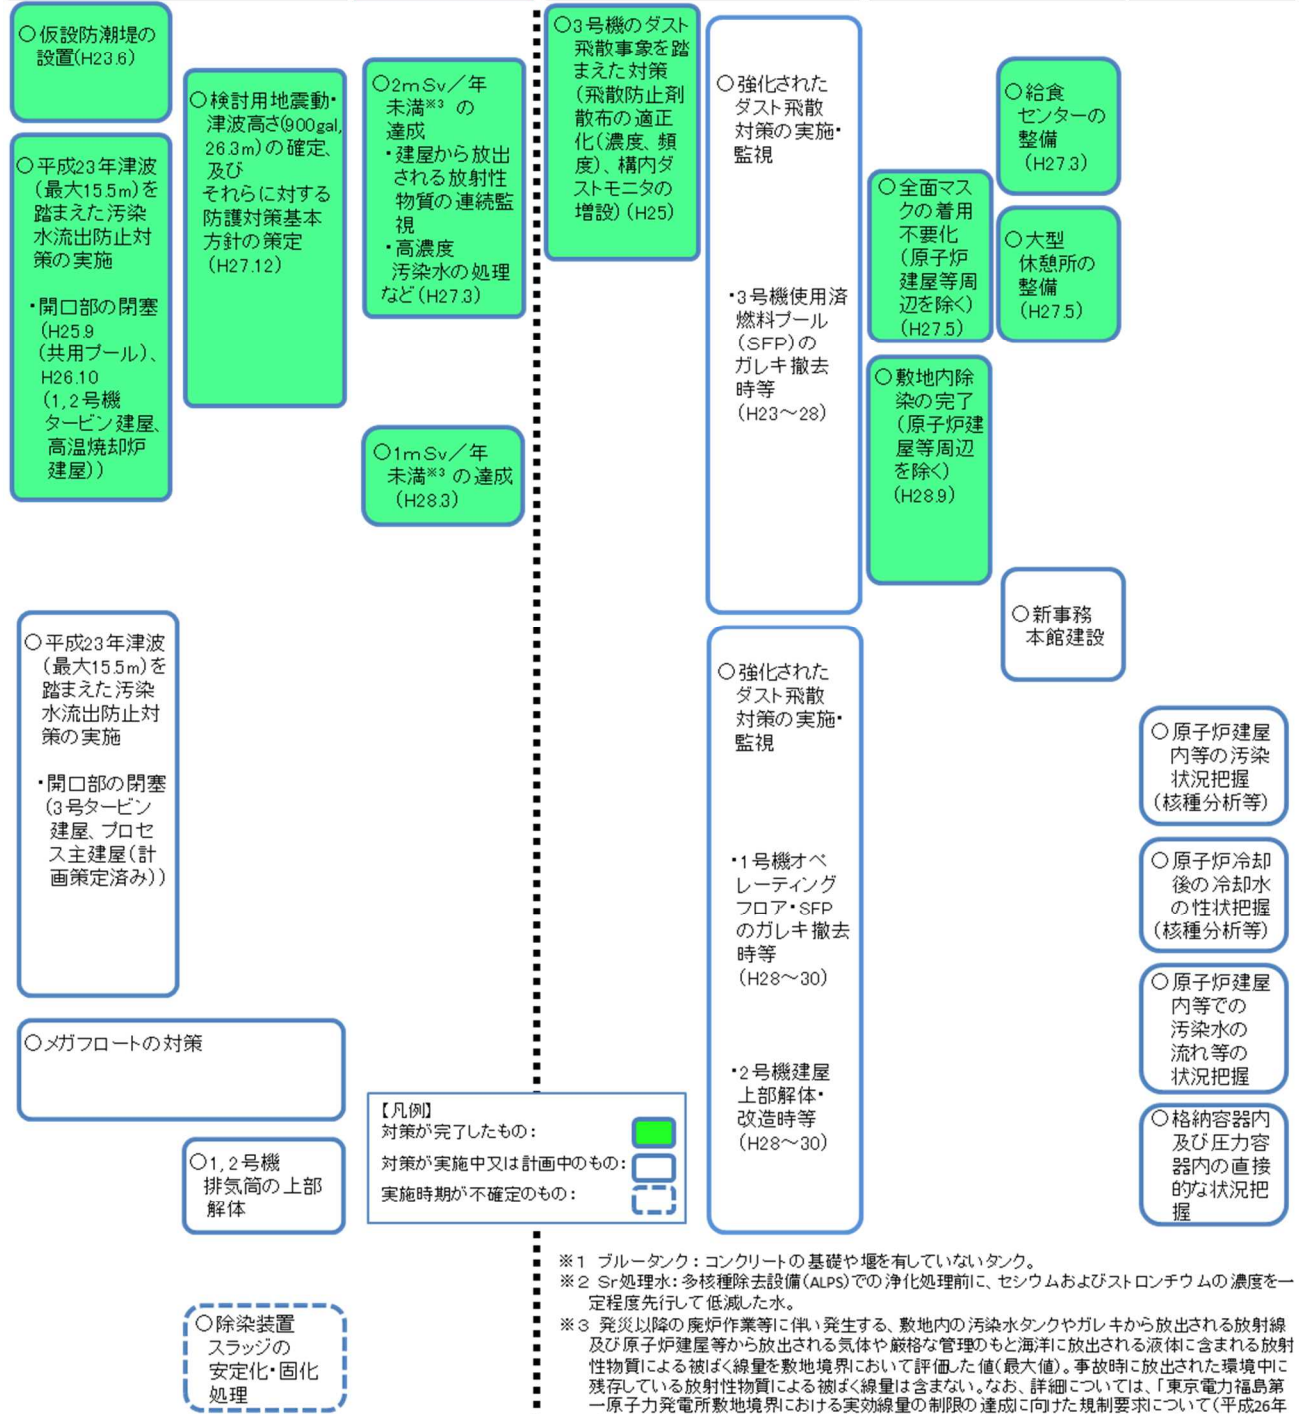 ○仮設防潮堤の
設置(H23.6)
○平成23年津波
(最大15.5m)を
踏まえた汚染
水流出防止対
策の実施
・開口部の閉塞
(H25.9
(共用プール)、
H26.10
(1,2号機
タービン建屋、
高温焼却炉
建屋))
○検討用地震動・
津波高さ(900gal,
26.3m)の確定、
及び
それらに対する
防護対策基本
方針の策定
(H27.12)
○2mSv/年
未満※3 の
達成
・建屋から放出
される放射性
物質の連続監
視
・高濃度
汚染水の処理
など(H27.3)
○1mSv/年
未満※3 の達成
(H28.3)
○平成23年津波
(最大15.5m)を
踏まえた汚染
水流出防止対
策の実施
・開口部の閉塞
(3号タービン
建屋、プロセ
ス主建屋(計
画策定済み))
○メガフロートの対策
○1,2号機
排気筒の上部
解体
○除染装置
スラッジの
安定化・固化
処理
【凡例】
対策が完了したもの:
対策が実施中又は計画中のもの:
実施時期が不確定のもの:
○3号機のダスト
飛散事象を踏
まえた対策
(飛散防止剤
散布の適正
化(濃度、頻
度)、構内ダ
ストモニタの
増設)(H25)
○強化された
ダスト飛散
対策の実施・
監視
・3号機使用済
燃料プール
(SFP)の
ガレキ撤去
時等
(H23～28)
○強化された
ダスト飛散
対策の実施・
監視
・1号機オペ
レーティング
フロア・SFP
のガレキ撤去
時等
(H28～30)
・2号機建屋
上部解体・
改造時等
(H28～30)
○全面マス
クの着用
不要化
(原子炉
建屋等周
辺を除く)
(H27.5)
○敷地内除
染の完了
(原子炉建
屋等周辺
を除く)
(H28.9)
○給食
センターの
整備
(H27.3)
○大型
休憩所の
整備
(H27.5)
○新事務
本館建設
○原子炉建屋
内等の汚染
状況把握
(核種分析等)
○原子炉冷却
後の冷却水
の性状把握
(核種分析等)
○原子炉建屋
内等での
汚染水の
流れ等の
状況把握
○格納容器内
及び圧力容
器内の直接
的な状況把
握
※1 ブルータンク:コンクリートの基礎や堰を有していないタンク。
※2 Sr処理水:多核種除去設備(ALPS)での浄化処理前に、セシウムおよびストロンチウムの濃度を一
定程度先行して低減した水。
※3 発災以降の廃炉作業等に伴い発生する、敷地内の汚染水タンクやガレキから放出される放射線
及び原子炉建屋等から放出される気体や厳格な管理のもと海洋に放出される液体に含まれる放射
性物質による被ばく線量を敷地境界において評価した値(最大値)。事故時に放出された環境中に
残存している放射性物質による被ばく線量は含まない。なお、詳細については、「東京電力福島第
一原子力発電所敷地境界における実効線量の制限の達成に向けた規制要求について(平成26年